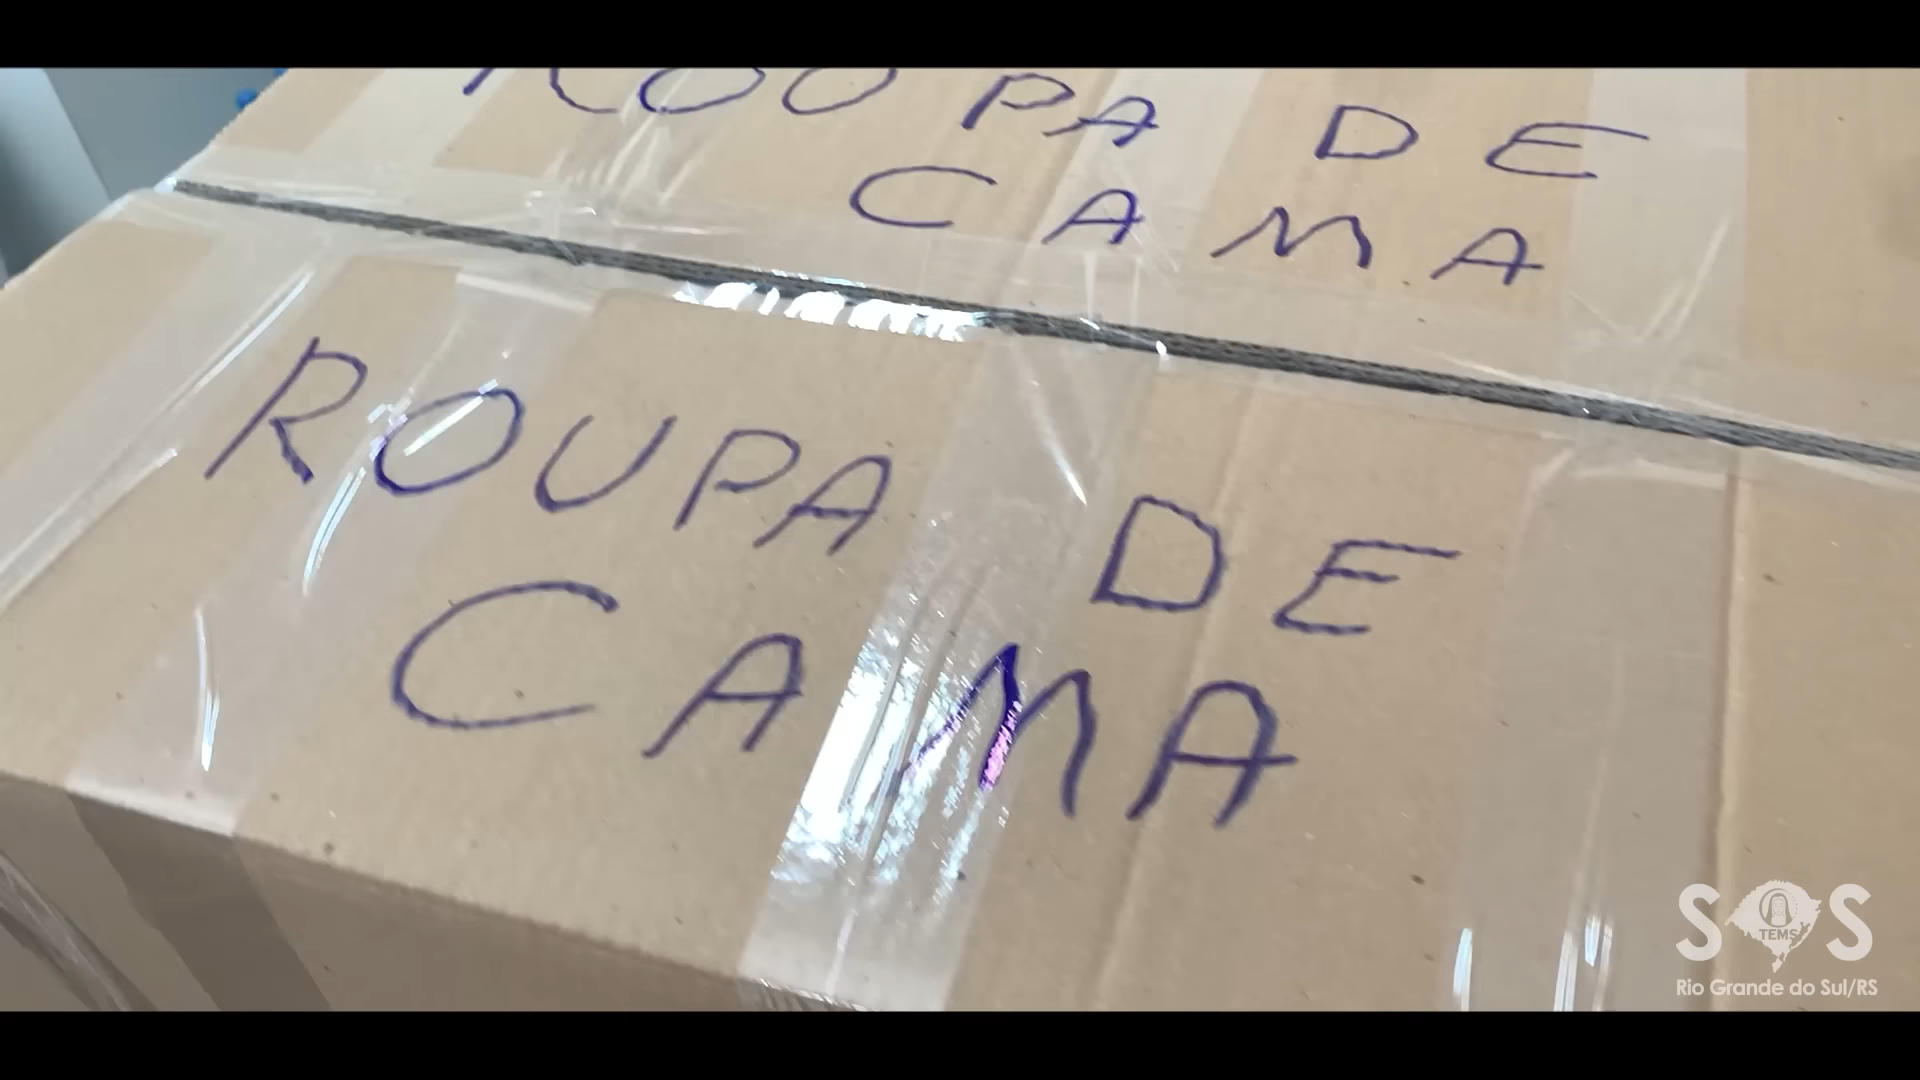 ROUPA DE
CAMA
ROUPA DE
CAMA
SOS
TEMS
Rio Grande do Sul/RS